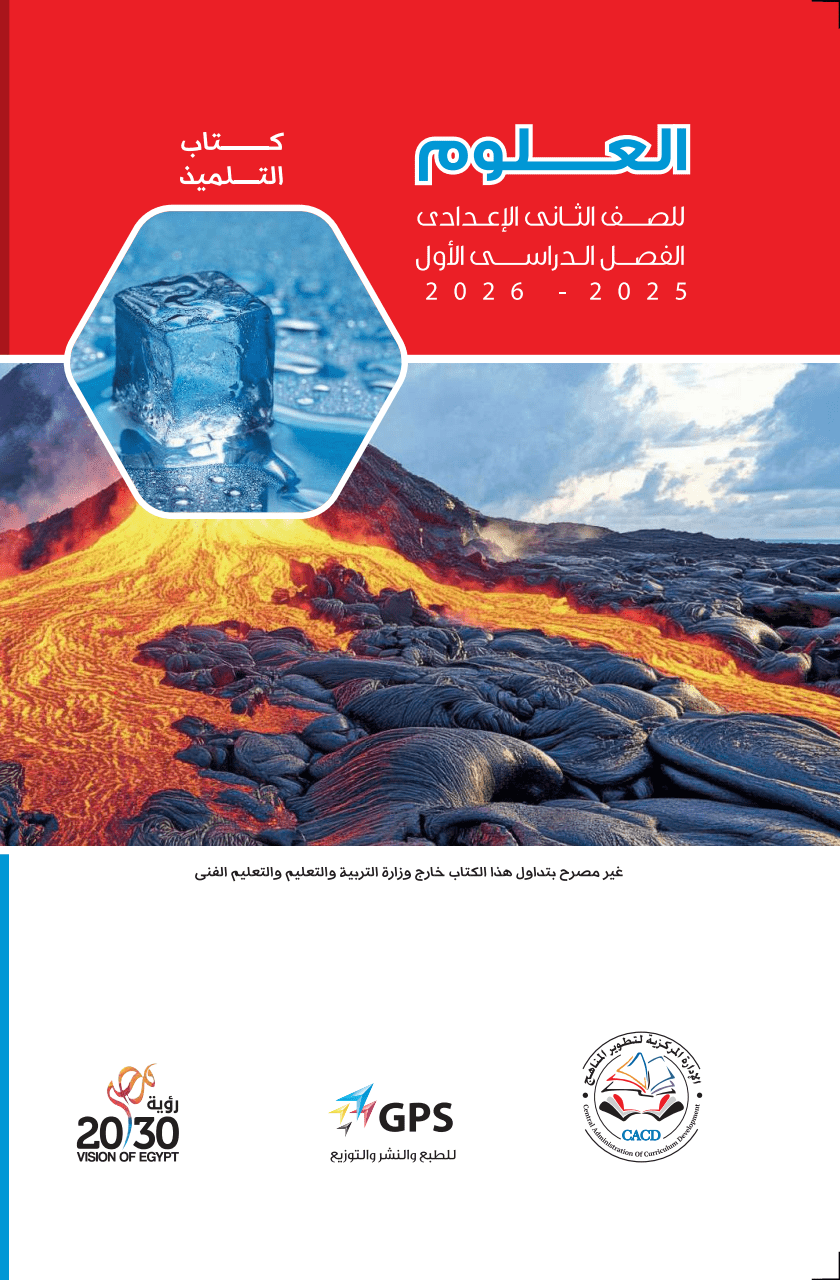 العلوم
للصف الثانى الإعدادى
الفصل الدراسى الأول
2025 - 2026
كتاب
التلميذ
غير مصرح بتداول هذا الكتاب خارج وزارة التربية والتعليم والتعليم الفنى
الإدارة المركزية لتطوير المناهج
CACD
Central Administration Of Curriculum Development
GPS
للطبع والنشر والتوزيع
مصر
رؤية
2030
VISION OF EGYPT